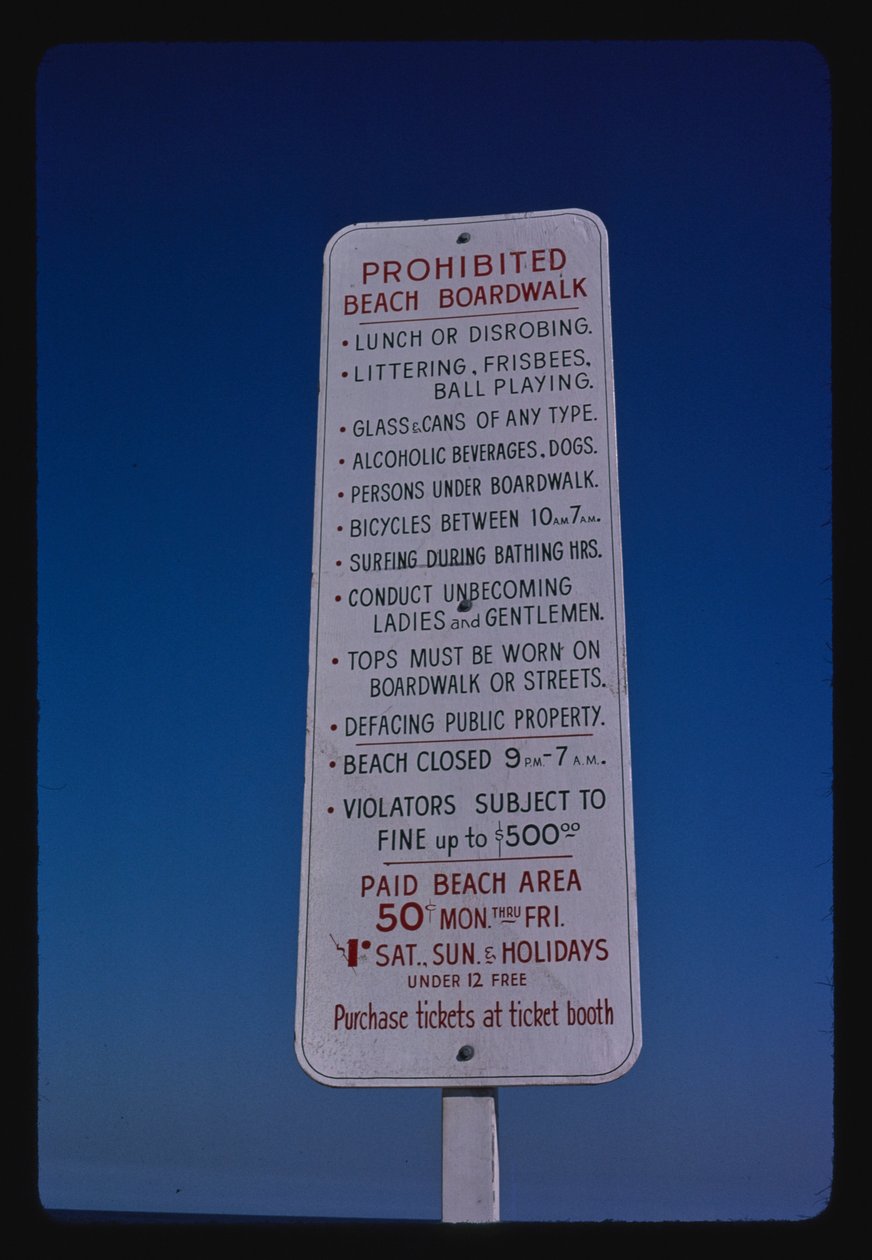 PROHIBITED
BEACH BOARDWALK
• LUNCH OR DISROBING.
• LITTERING, FRISBEES,
BALL PLAYING.
• GLASS & CANS OF ANY TYPE.
• ALCOHOLIC BEVERAGES, DOGS.
• PERSONS UNDER BOARDWALK.
• BICYCLES BETWEEN 10 A.M. 7 A.M.
• SURFING DURING BATHING HRS.
• CONDUCT UNBECOMING
LADIES and GENTLEMEN.
• TOPS MUST BE WORN ON
BOARDWALK OR STREETS.
• DEFACING PUBLIC PROPERTY.
• BEACH CLOSED 9 P.M.-7 A.M.
• VIOLATORS SUBJECT TO
FINE up to $500.00
PAID BEACH AREA
50¢ MON. THRU FRI.
$1.00 SAT., SUN. & HOLIDAYS
UNDER 12 FREE
Purchase tickets at ticket booth